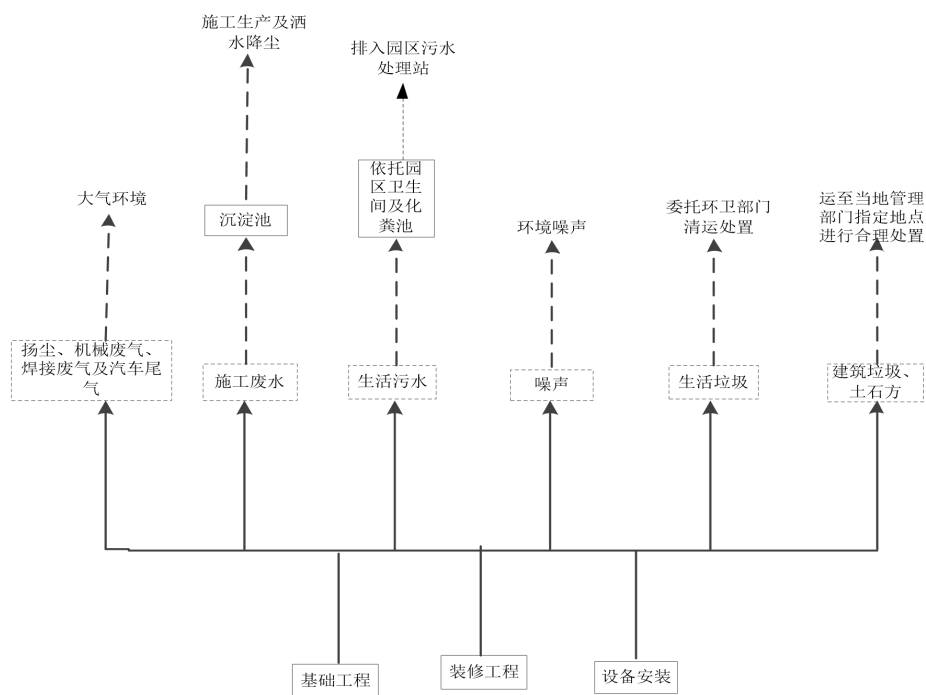 施工生产及洒
水降尘
排入园区污水
处理站
大气环境
沉淀池
依托园
区卫生
间及化
粪池
环境噪声
委托环卫部门
清运处置
运至当地管理
部门指定地点
进行合理处置
扬尘、机械废气、
焊接废气及汽车尾
气
施工废水
生活污水
噪声
生活垃圾
建筑垃圾、
土石方
基础工程
装修工程
设备安装